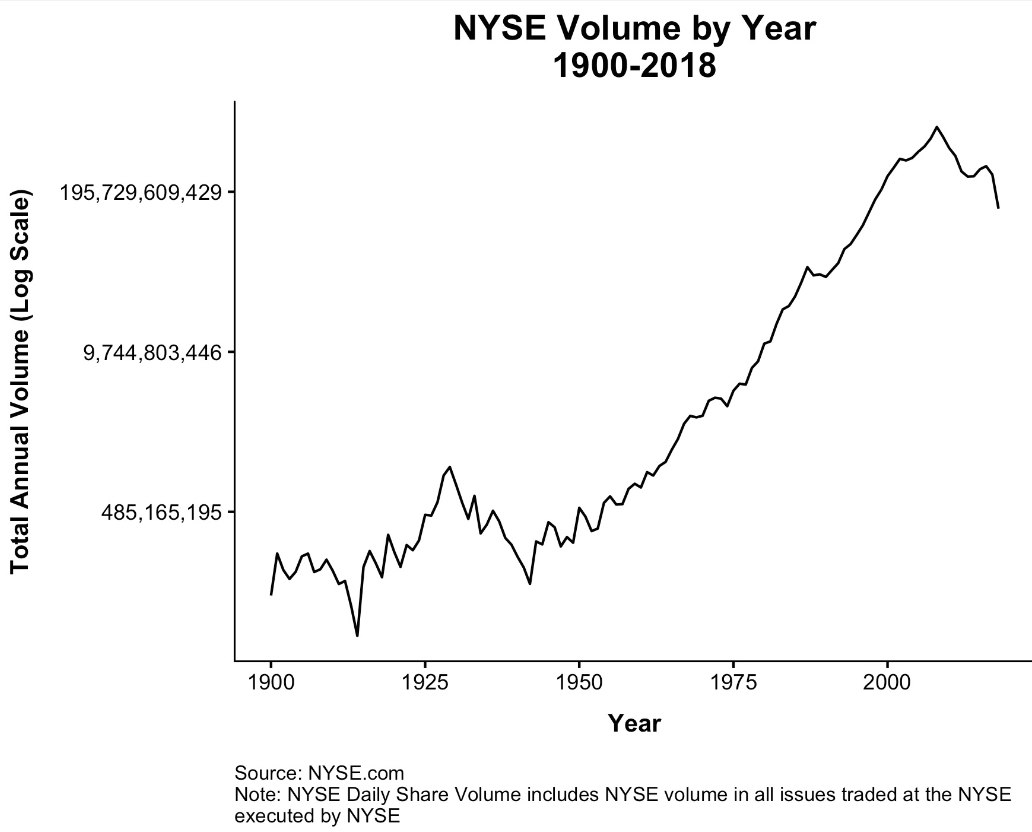 NYSE Volume by Year
1900-2018
Total Annual Volume (Log Scale)
195,729,609,429
9,744,803,446
485,165,195
1900 1925 1950 1975 2000
Year
Source: NYSE.com
Note: NYSE Daily Share Volume includes NYSE volume in all issues traded at the NYSE
executed by NYSE